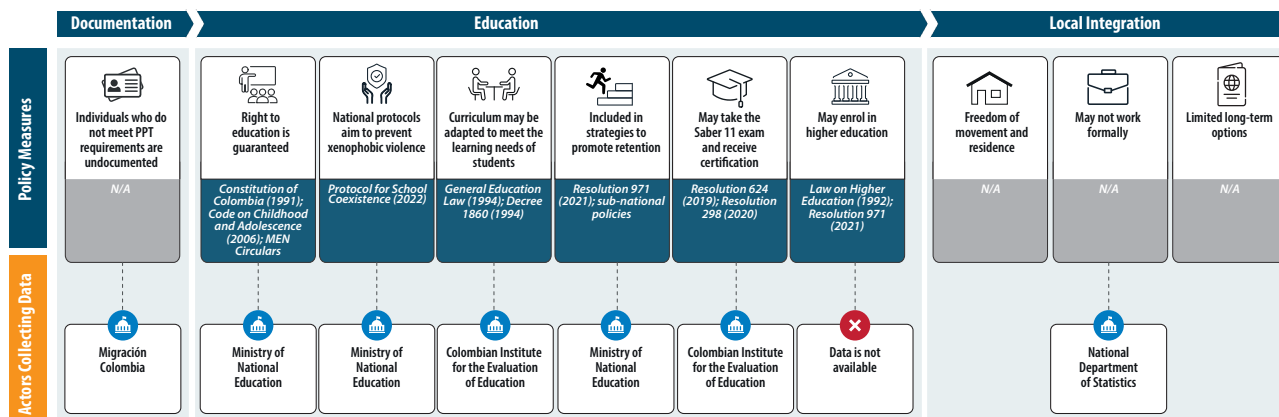 Documentation
Education
Local Integration
Policy Measures
Individuals who do
not meet PPT
requirements are
undocumented
N/A
Right to
education is
guaranteed
Constitution of
Colombia (1991);
Code on Childhood
and Adolescence
(2006); MEN
Circulars
National protocols
aim to prevent
xenophobic violence
Protocol for School
Coexistence (2022)
Curriculum may be
adapted to meet the
learning needs of
students
General Education
Law (1994); Decree
1860 (1994)
Included in
strategies to
promote retention
Resolution 971
(2021); sub-national
policies
May take the
Saber 11 exam
and receive
certification
Resolution 624
(2019); Resolution
298 (2020)
May enrol in
higher education
Law on Higher
Education (1992);
Resolution 971
(2021)
Freedom of
movement and
residence
N/A
May not work
formally
N/A
Limited long-term
options
N/A
Actors Collecting Data
Migración
Colombia
Ministry of
National
Education
Ministry of
National
Education
Colombian Institute
for the Evaluation
of Education
Ministry of
National
Education
Colombian Institute
for the Evaluation
of Education
Data is not
available
National
Department
of Statistics